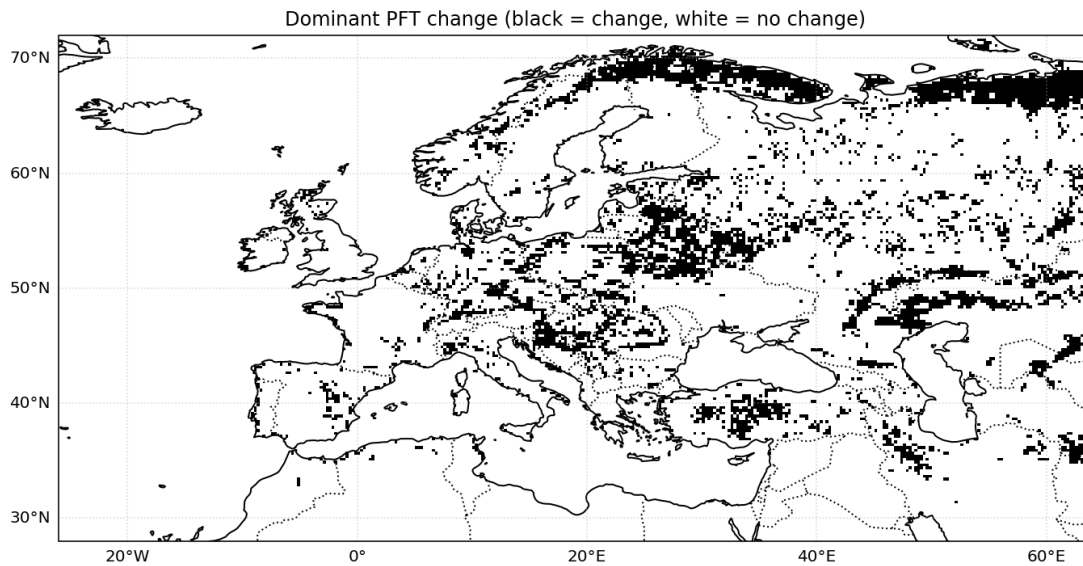 Dominant PFT change (black = change, white = no change)
70°N
60°N
50°N
40°N
30°N
20°W
0°
20°E
40°E
60°E